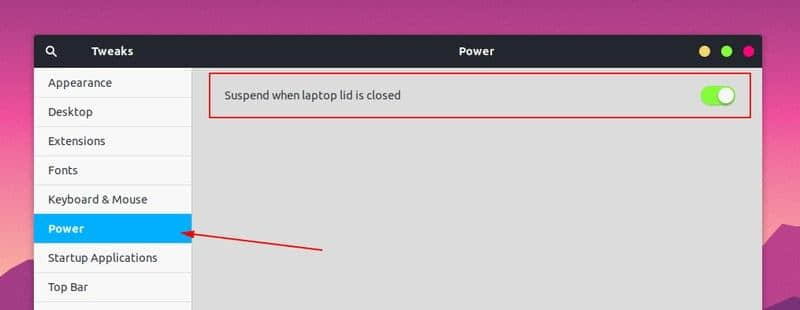 Tweaks
Power
Appearance
Desktop
Extensions
Fonts
Keyboard & Mouse
Power
Startup Applications
Top Bar
Suspend when laptop lid is closed